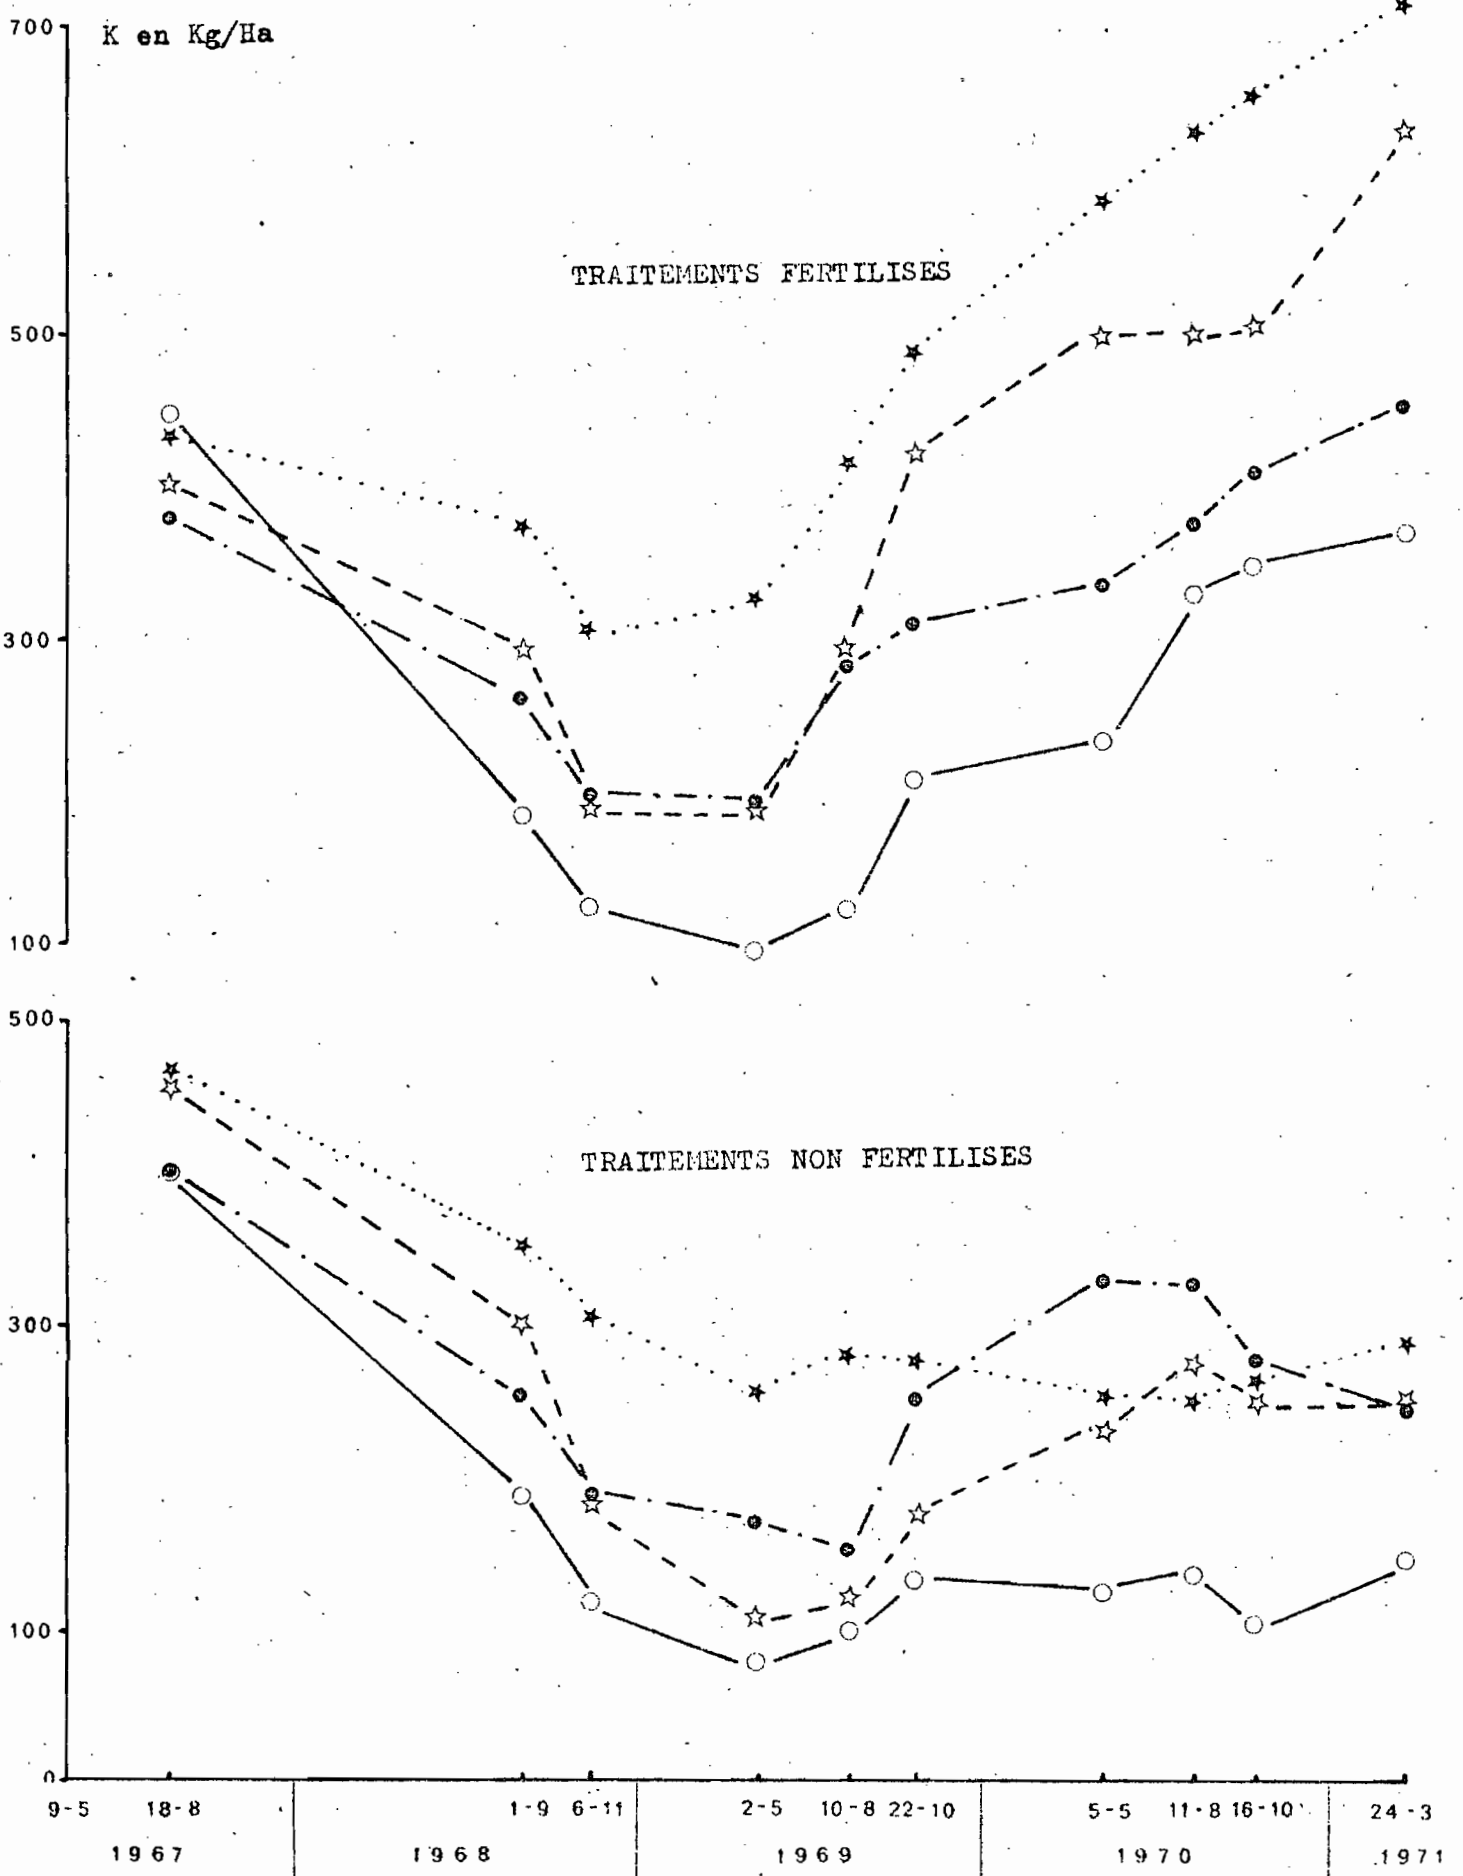 700
K en Kg/Ha
TRAITEMENTS FERTILISES
500
300
100
500
TRAITEMENTS NON FERTILISES
300
100
0
9-5 18-8 1-9 6-11 2-5 10-8 22-10 5-5 11-8 16-10 24-3
1967 1968 1969 1970 1971